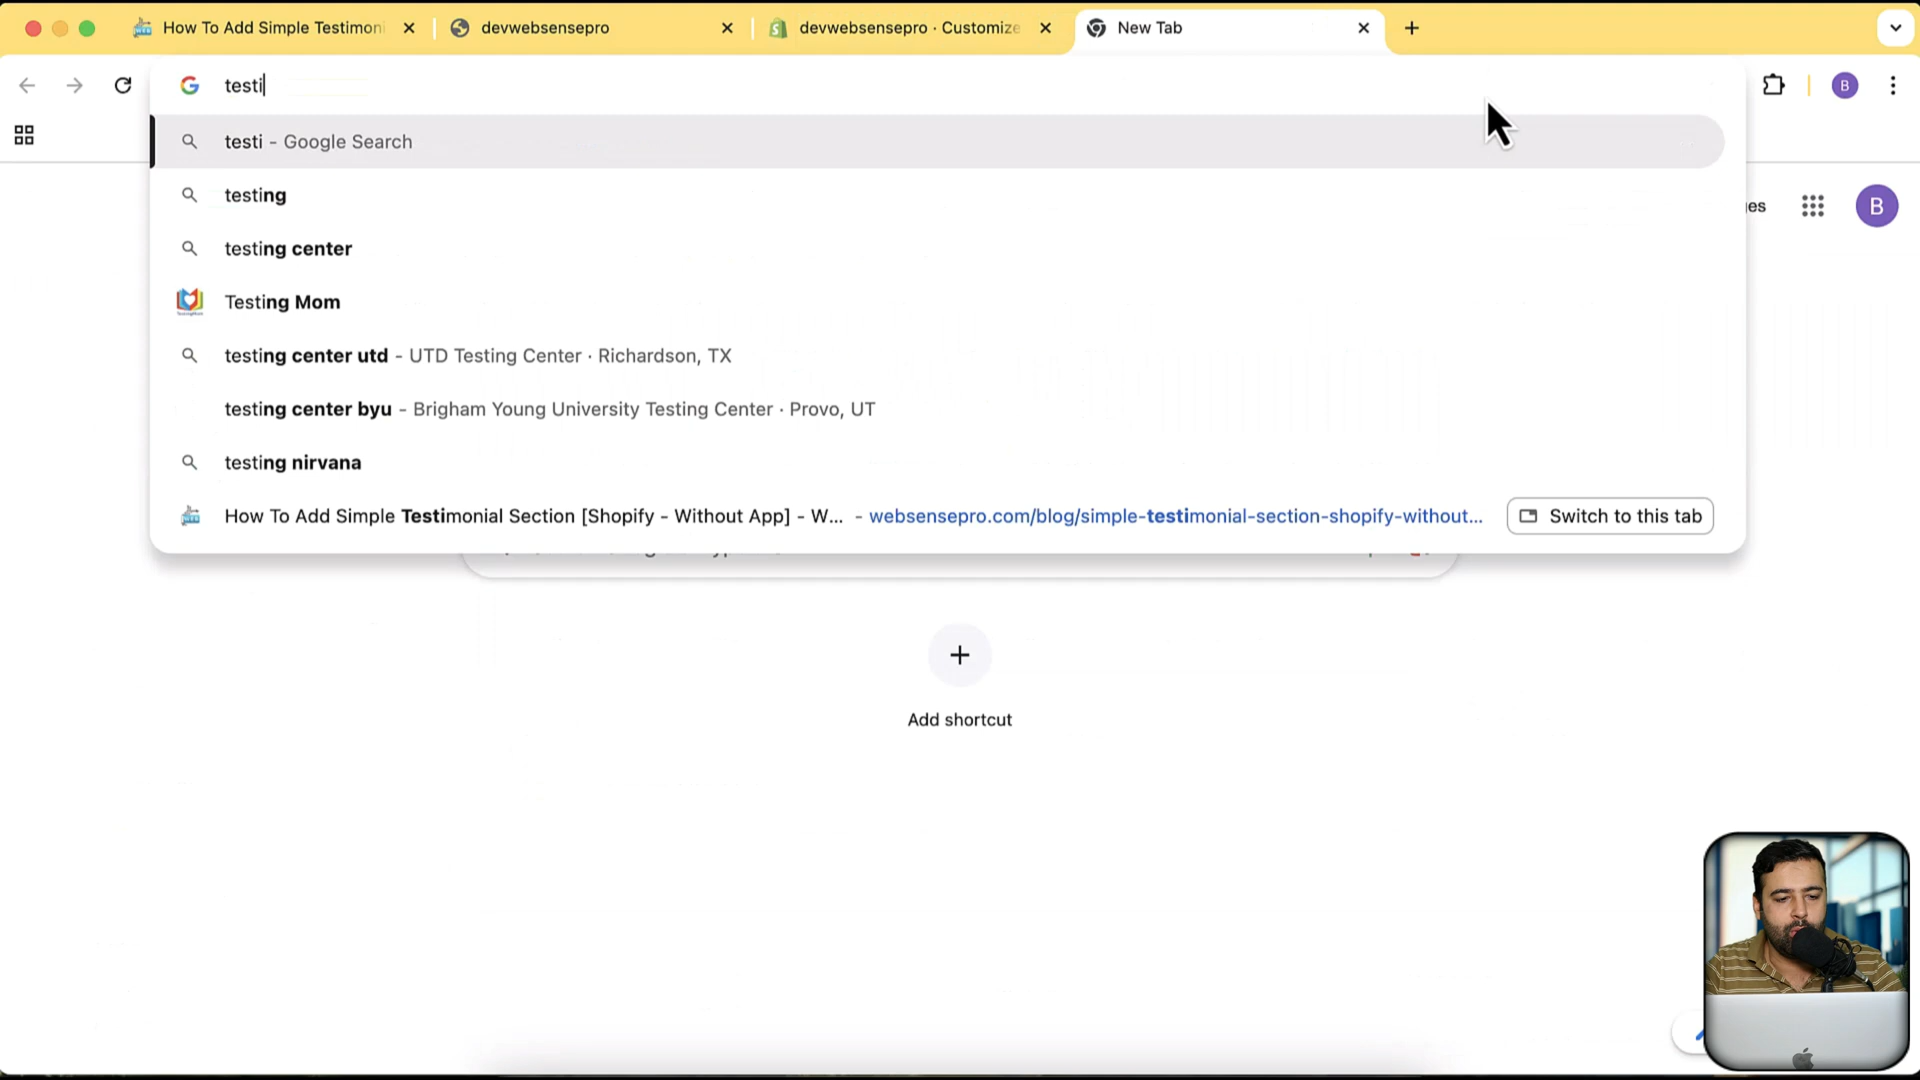 How To Add Simple Testimoni
devwebsensepro
devwebsensepro · Customize
New Tab
testi
B
testi - Google Search
testing
es
B
testing center
Testing Mom
testing center utd - UTD Testing Center · Richardson, TX
testing center byu - Brigham Young University Testing Center · Provo, UT
testing nirvana
How To Add Simple Testimonial Section [Shopify - Without App] - W... - websensepro.com/blog/simple-testimonial-section-shopify-without...
Switch to this tab
Add shortcut